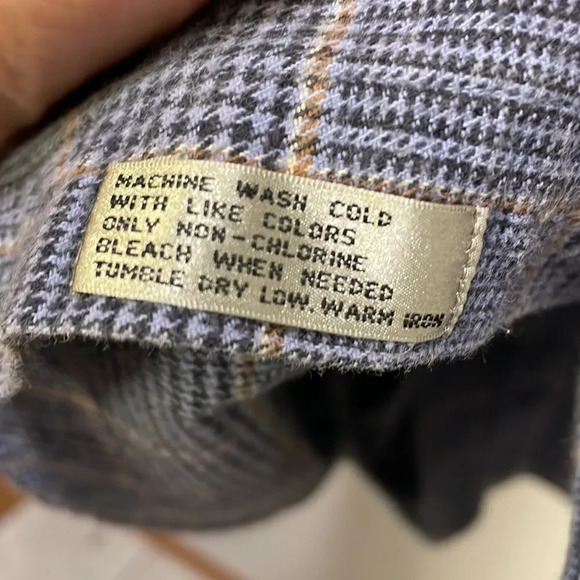 MACHINE WASH COLD
WITH LIKE COLORS
ONLY NON-CHLORINE
BLEACH WHEN NEEDED
TUMBLE DRY LOW. WARM IRON